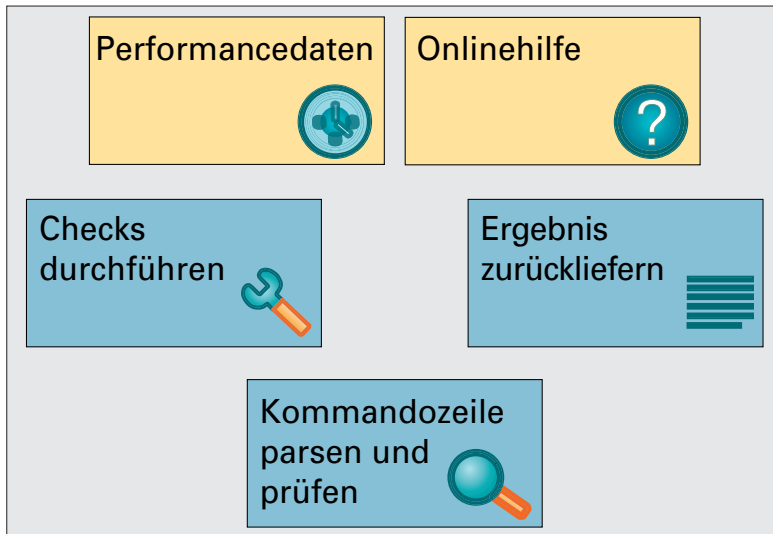 Performancedaten
Onlinehilfe
?
Checks
durchführen
Ergebnis
zurückliefern
Kommandozeile
parsen und
prüfen